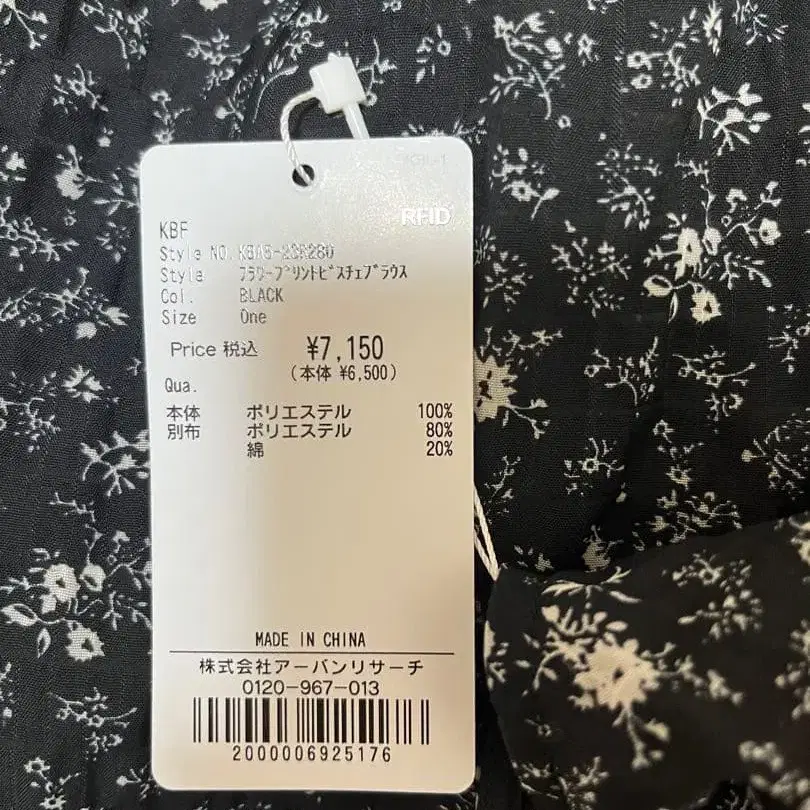 RFID
KBF
Style NO.
Style フラワープリントビスチェブラウス
Col. BLACK
Size One
Price 税込 ¥7,150
(本体 ¥6,500)
Qua.
本体 ポリエステル 100%
別布 ポリエステル 80%
綿 20%
MADE IN CHINA
株式会社アーバンリサーチ
0120-967-013
2000006925176